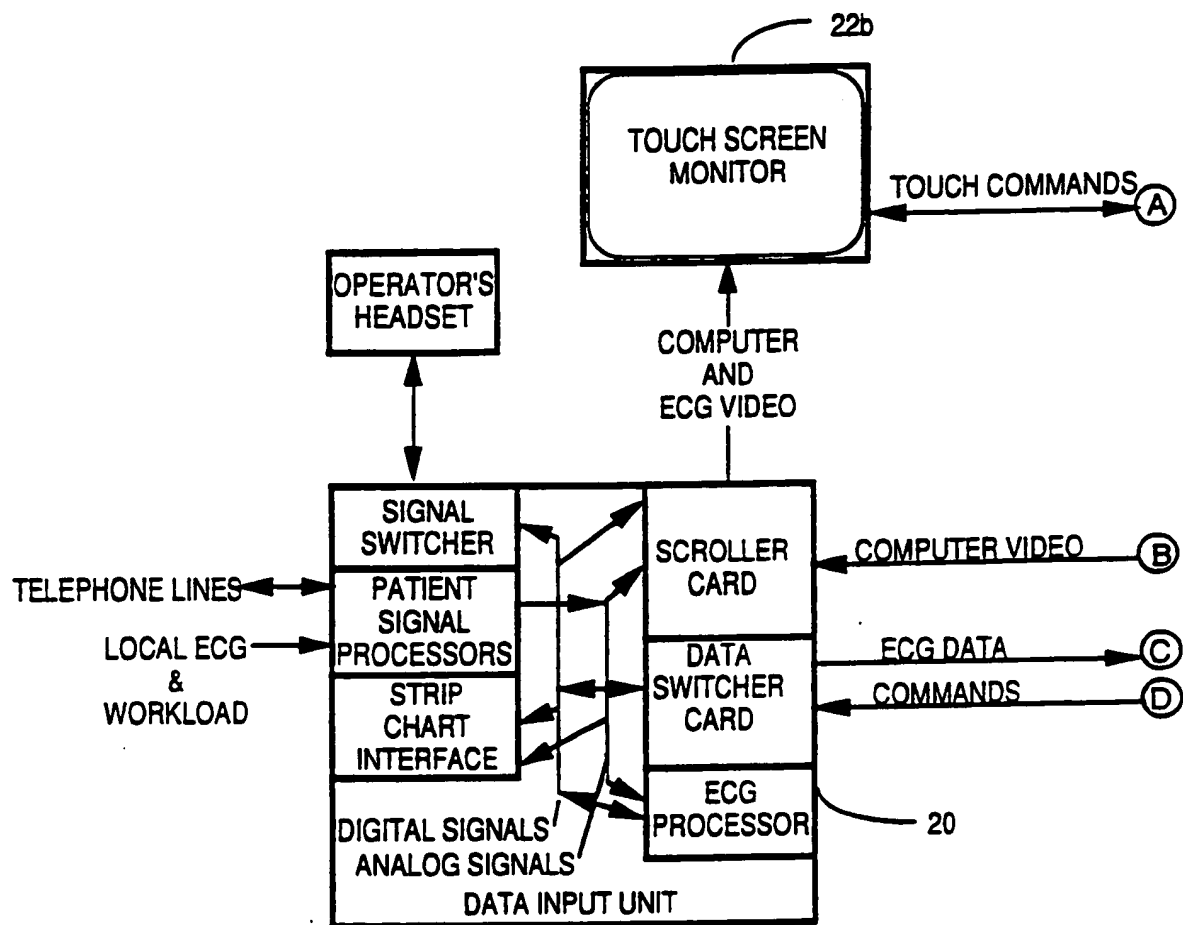 22b
TOUCH SCREEN
MONITOR
TOUCH COMMANDS
A
OPERATOR'S
HEADSET
COMPUTER
AND
ECG VIDEO
SIGNAL
SWITCHER
SCROLLER
CARD
COMPUTER VIDEO
B
TELEPHONE LINES
PATIENT
SIGNAL
PROCESSORS
LOCAL ECG
&
WORKLOAD
DATA
SWITCHER
CARD
ECG DATA
C
COMMANDS
D
STRIP
CHART
INTERFACE
ECG
PROCESSOR
20
DIGITAL SIGNALS
ANALOG SIGNALS
DATA INPUT UNIT